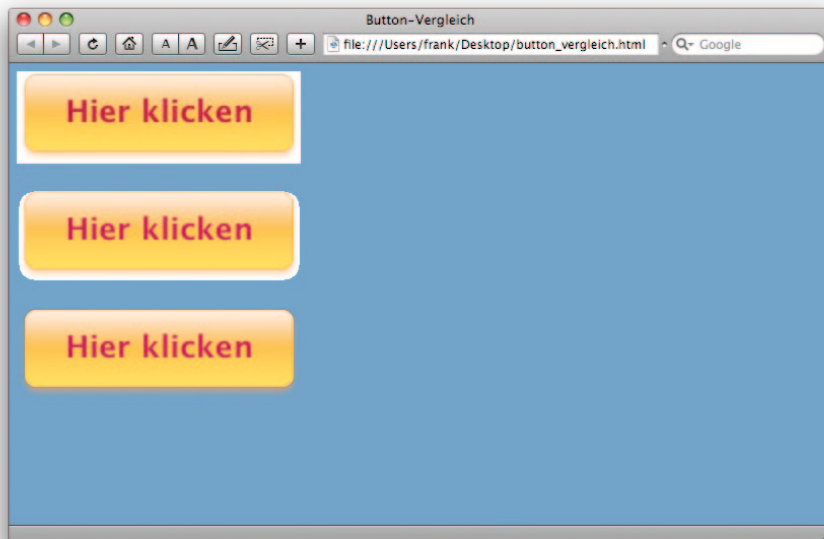 Button-Vergleich
A A + file:///Users/frank/Desktop/button_vergleich.html Google
Hier klicken
Hier klicken
Hier klicken